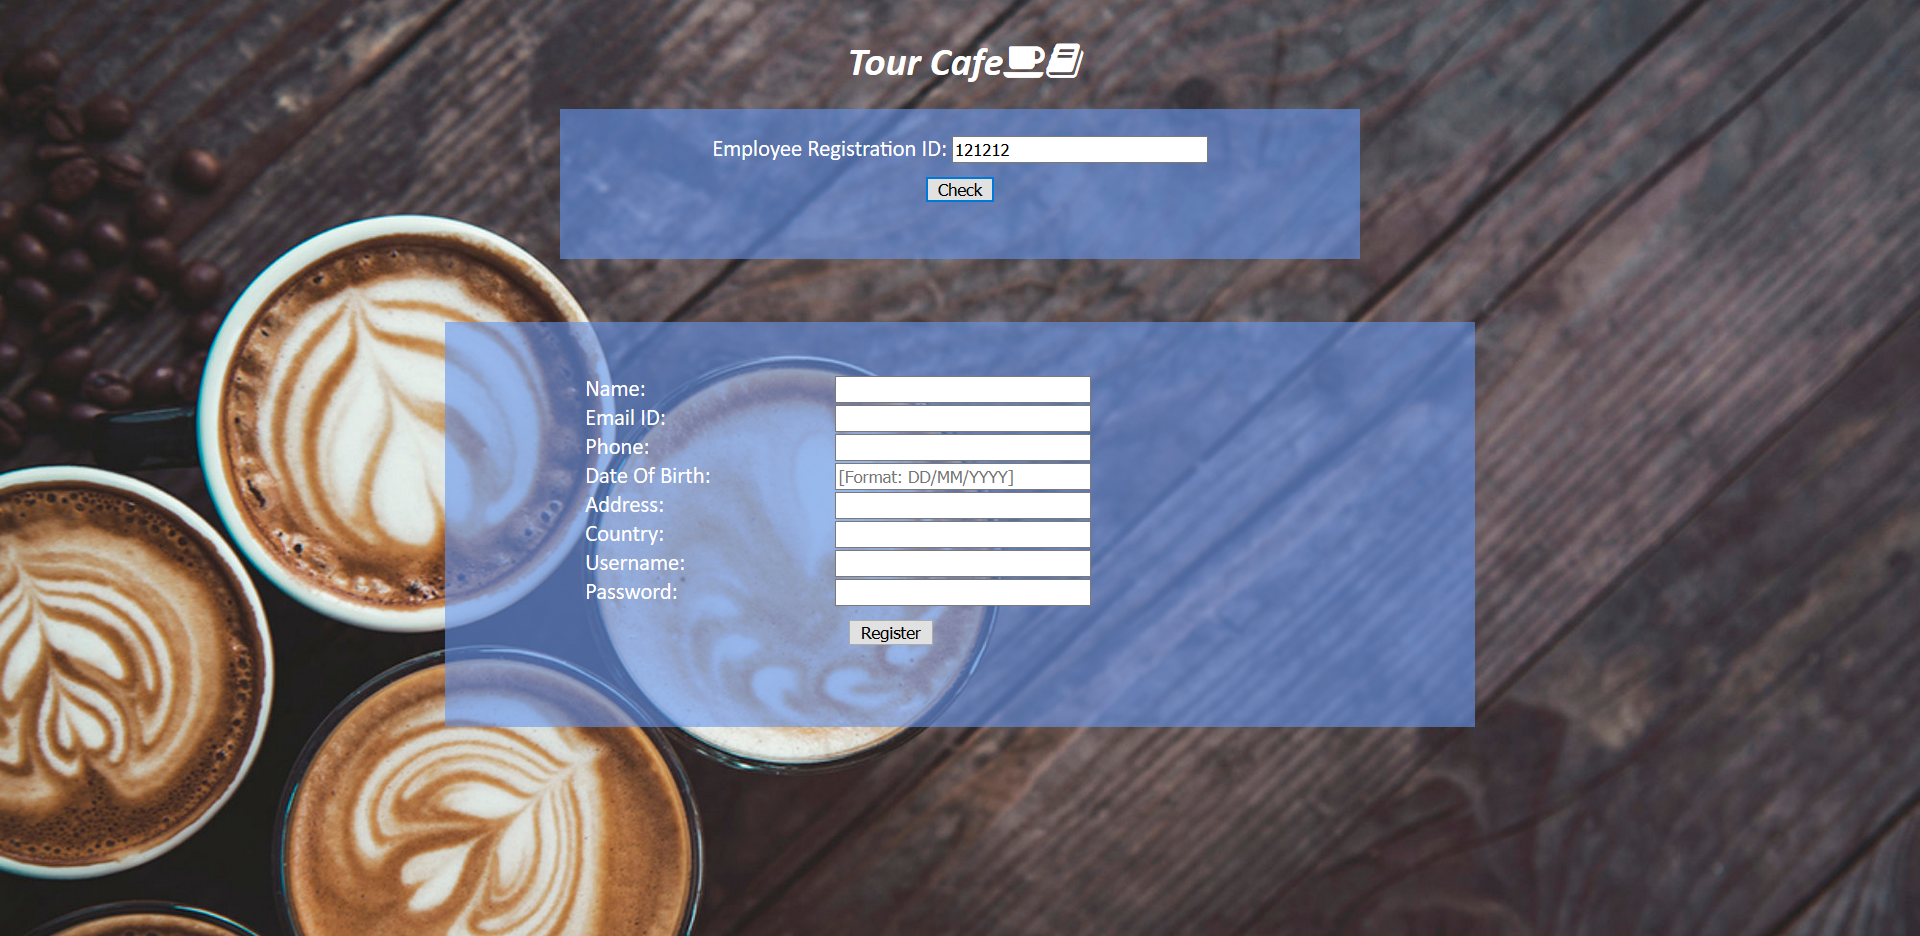 Tour Cafe
Employee Registration ID: 121212
Check
Name:
Email ID:
Phone:
Date Of Birth: [Format: DD/MM/YYYY]
Address:
Country:
Username:
Password:
Register